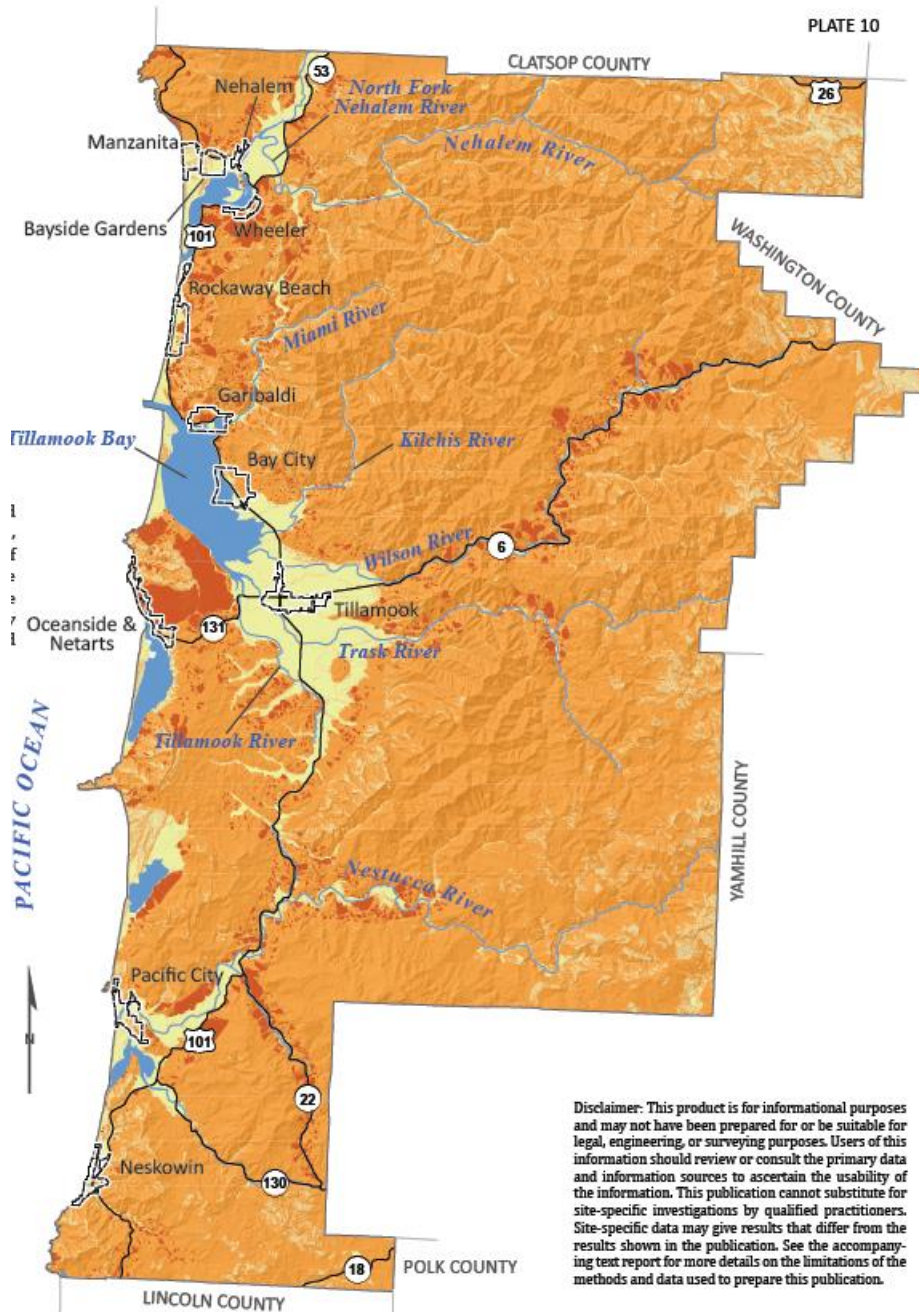 PLATE 10
CLATSOP COUNTY
53
26
Nehalem
North Fork
Nehalem River
Nehalem River
Manzanita
Bayside Gardens
Wheeler
101
WASHINGTON COUNTY
Rockaway Beach
Miami River
Garibaldi
Tillamook Bay
Bay City
Kilchis River
Wilson River
6
Oceanside &
Netarts
131
Tillamook
Trask River
Tillamook River
PACIFIC OCEAN
YAMHILL COUNTY
Nestucca River
Pacific City
101
N
22
Neskowin
130
18
POLK COUNTY
LINCOLN COUNTY
Disclaimer: This product is for informational purposes
and may not have been prepared for or be suitable for
legal, engineering, or surveying purposes. Users of this
information should review or consult the primary data
and information sources to ascertain the usability of
the information. This publication cannot substitute for
site-specific investigations by qualified practitioners.
Site-specific data may give results that differ from the
results shown in the publication. See the accompany-
ing text report for more details on the limitations of the
methods and data used to prepare this publication.